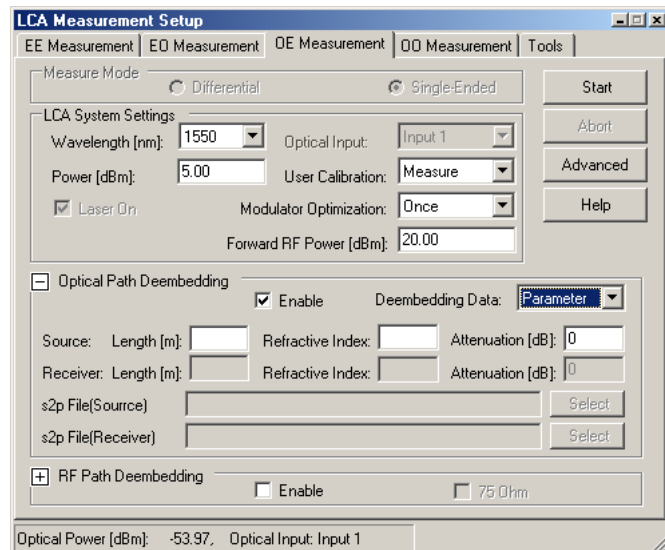 LCA Measurement Setup
EE Measurement EO Measurement OE Measurement OO Measurement Tools
Measure Mode
Differential Single-Ended
Start
LCA System Settings
Abort
Wavelength [nm]: 1550 Optical Input: Input 1
Power [dBm]: 5.00 User Calibration: Measure
Advanced
Laser On Modulator Optimization: Once
Help
Forward RF Power [dBm]: 20.00
Optical Path Deembedding
Enable Deembedding Data: Parameter
Source: Length [m]: Refractive Index: Attenuation [dB]: 0
Receiver: Length [m]: Refractive Index: Attenuation [dB]: 0
s2p File(Sourrce) Select
s2p File(Receiver) Select
RF Path Deembedding
Enable 75 Ohm
Optical Power [dBm]: -53.97, Optical Input: Input 1